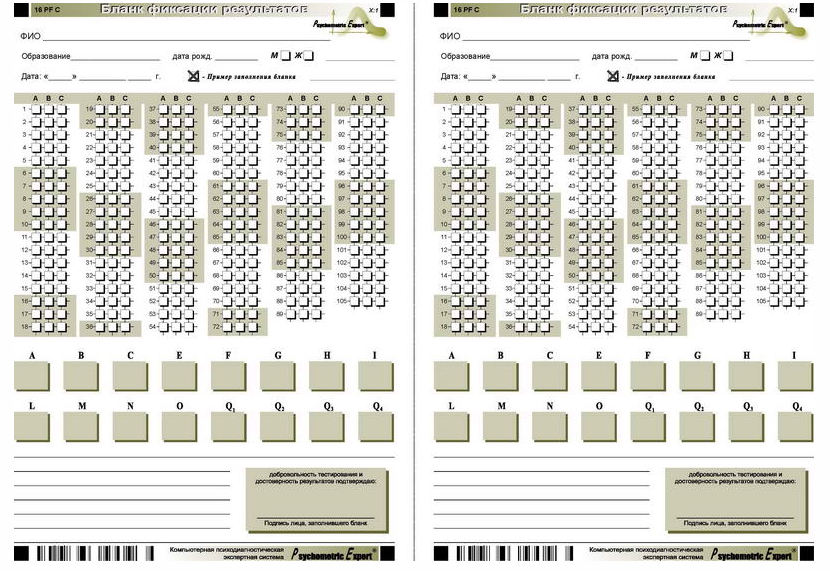 16 PF C Бланк фиксации результатов X:1
Psychometric Expert®
ФИО
Образование дата рожд. М Ж
Дата: « » г. - Пример заполнения бланка
A B C A B C A B C A B C A B C A B C
1 19 37 55 73 90
2 20 38 56 74 91
3 21 39 57 75 92
4 22 40 58 76 93
5 23 41 59 77 94
6 24 42 60 78 95
7 25 43 61 79 96
8 26 44 62 80 97
9 27 45 63 81 98
10 28 46 64 82 99
11 29 47 65 83 100
12 30 48 66 84 101
13 31 49 67 85 102
14 32 50 68 86 103
15 33 51 69 87 104
16 34 52 70 88 105
17 35 53 71 89
18 36 54 72
A B C E F G H I
L M N O Q1 Q2 Q3 Q4
добровольность тестирования и
достоверность результатов подтверждаю:
Подпись лица, заполнившего бланк
Компьютерная психодиагностическая
экспертная система Psychometric Expert®
16 PF C Бланк фиксации результатов X:1
Psychometric Expert®
ФИО
Образование дата рожд. М Ж
Дата: « » г. - Пример заполнения бланка
A B C A B C A B C A B C A B C A B C
1 19 37 55 73 90
2 20 38 56 74 91
3 21 39 57 75 92
4 22 40 58 76 93
5 23 41 59 77 94
6 24 42 60 78 95
7 25 43 61 79 96
8 26 44 62 80 97
9 27 45 63 81 98
10 28 46 64 82 99
11 29 47 65 83 100
12 30 48 66 84 101
13 31 49 67 85 102
14 32 50 68 86 103
15 33 51 69 87 104
16 34 52 70 88 105
17 35 53 71 89
18 36 54 72
A B C E F G H I
L M N O Q1 Q2 Q3 Q4
добровольность тестирования и
достоверность результатов подтверждаю:
Подпись лица, заполнившего бланк
Компьютерная психодиагностическая
экспертная система Psychometric Expert®